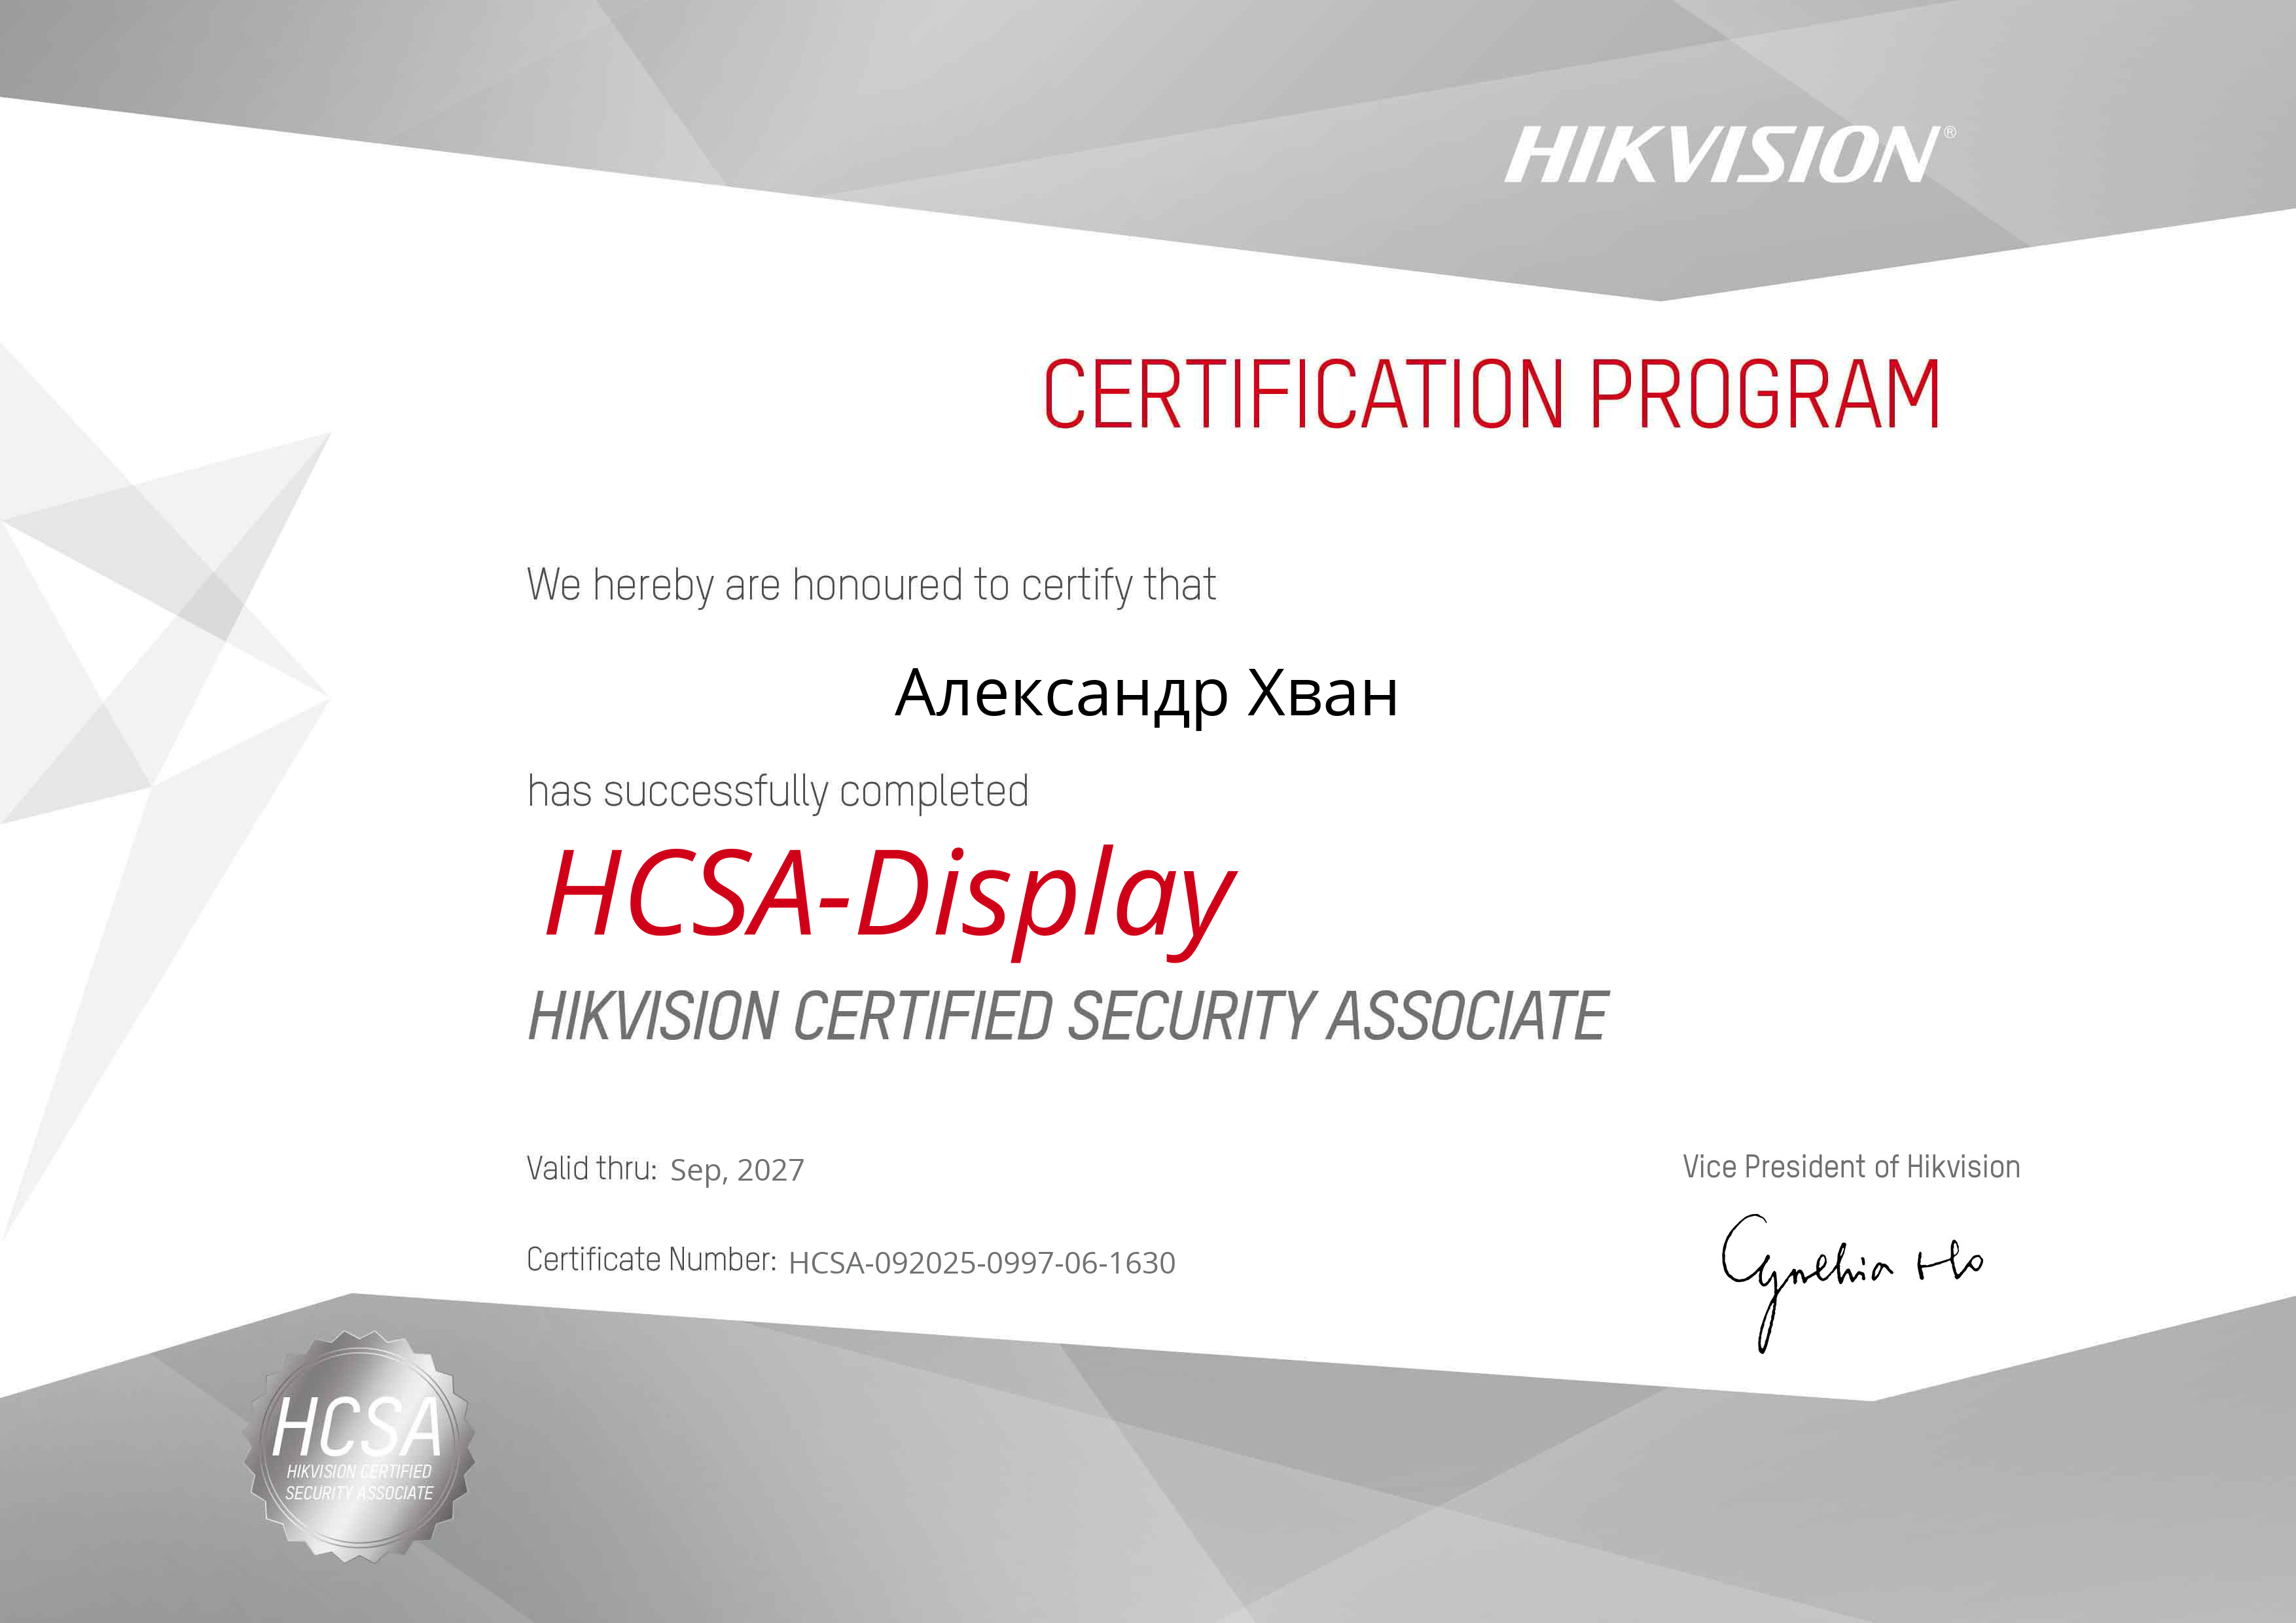 HIKVISION®
CERTIFICATION PROGRAM
We hereby are honoured to certify that
Александр Хван
has successfully completed
HCSA-Display
HIKVISION CERTIFIED SECURITY ASSOCIATE
Valid thru: Sep, 2027
Vice President of Hikvision
Certificate Number: HCSA-092025-0997-06-1630
Cynthia Ho
HCSA
HIKVISION CERTIFIED
SECURITY ASSOCIATE